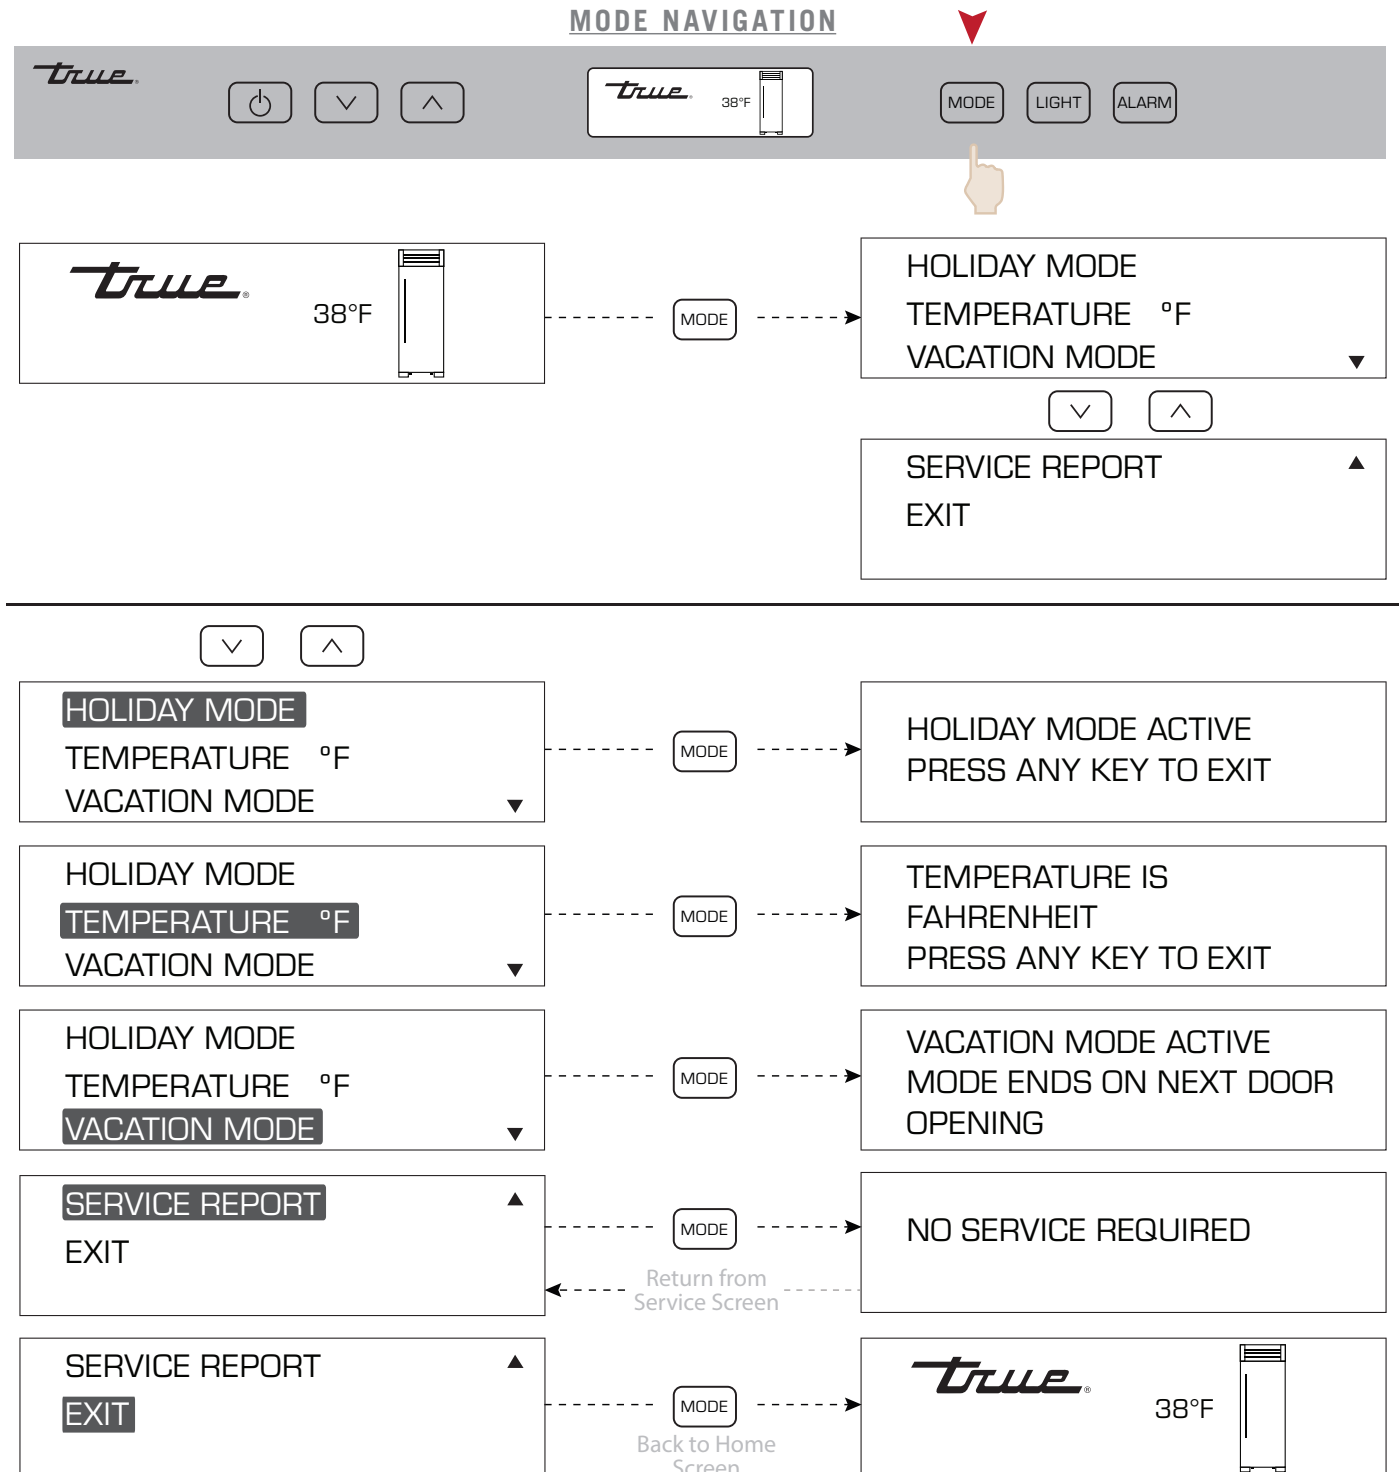 MODE NAVIGATION
true
true. 38°F
MODE LIGHT ALARM
true® 38°F
MODE
HOLIDAY MODE
TEMPERATURE °F
VACATION MODE
SERVICE REPORT
EXIT
HOLIDAY MODE
TEMPERATURE °F
VACATION MODE
MODE
HOLIDAY MODE ACTIVE
PRESS ANY KEY TO EXIT
HOLIDAY MODE
TEMPERATURE °F
VACATION MODE
MODE
TEMPERATURE IS
FAHRENHEIT
PRESS ANY KEY TO EXIT
HOLIDAY MODE
TEMPERATURE °F
VACATION MODE
MODE
VACATION MODE ACTIVE
MODE ENDS ON NEXT DOOR
OPENING
SERVICE REPORT
EXIT
MODE
Return from
Service Screen
NO SERVICE REQUIRED
SERVICE REPORT
EXIT
MODE
Back to Home
Screen
true® 38°F